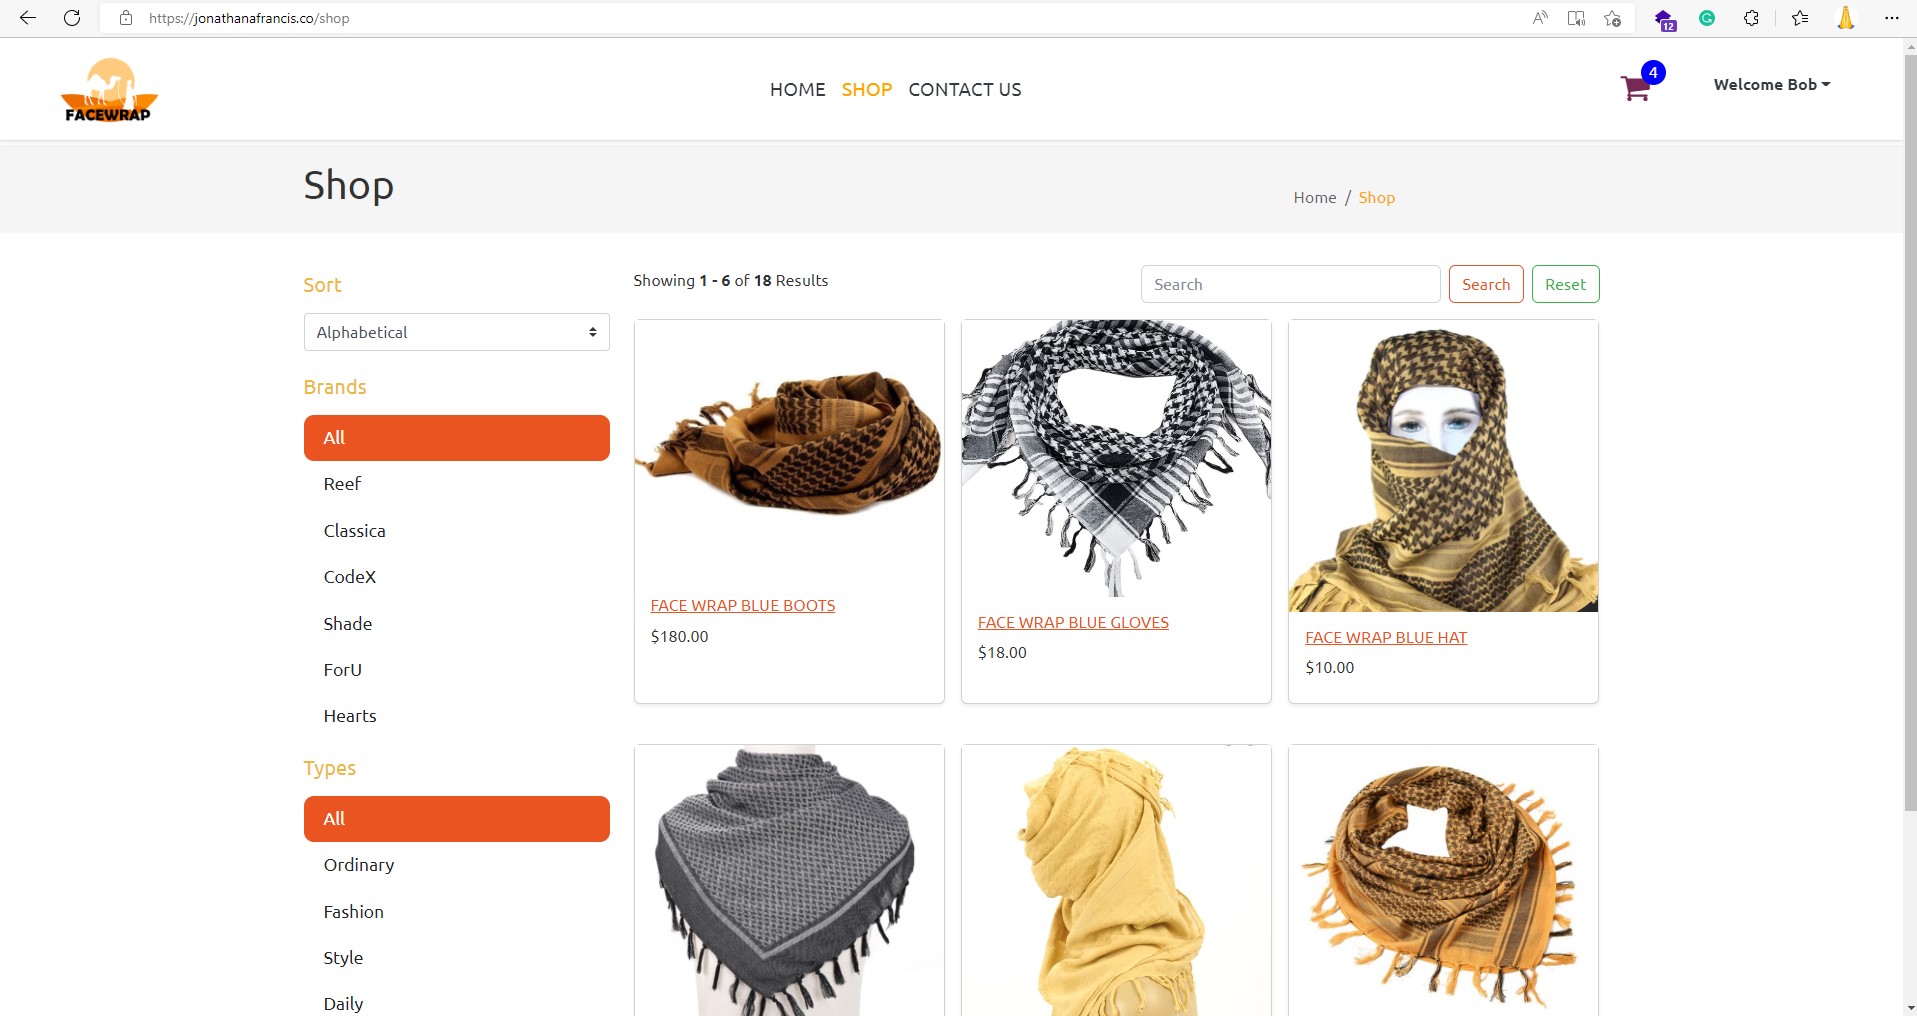 https://jonathanafrancis.co/shop
12
FACEWRAP
HOME SHOP CONTACT US
4
Welcome Bob
Shop
Home / Shop
Sort
Alphabetical
Brands
All
Reef
Classica
CodeX
Shade
ForU
Hearts
Types
All
Ordinary
Fashion
Style
Daily
Showing 1 - 6 of 18 Results
Search Search Reset
FACE WRAP BLUE BOOTS
$180.00
FACE WRAP BLUE GLOVES
$18.00
FACE WRAP BLUE HAT
$10.00